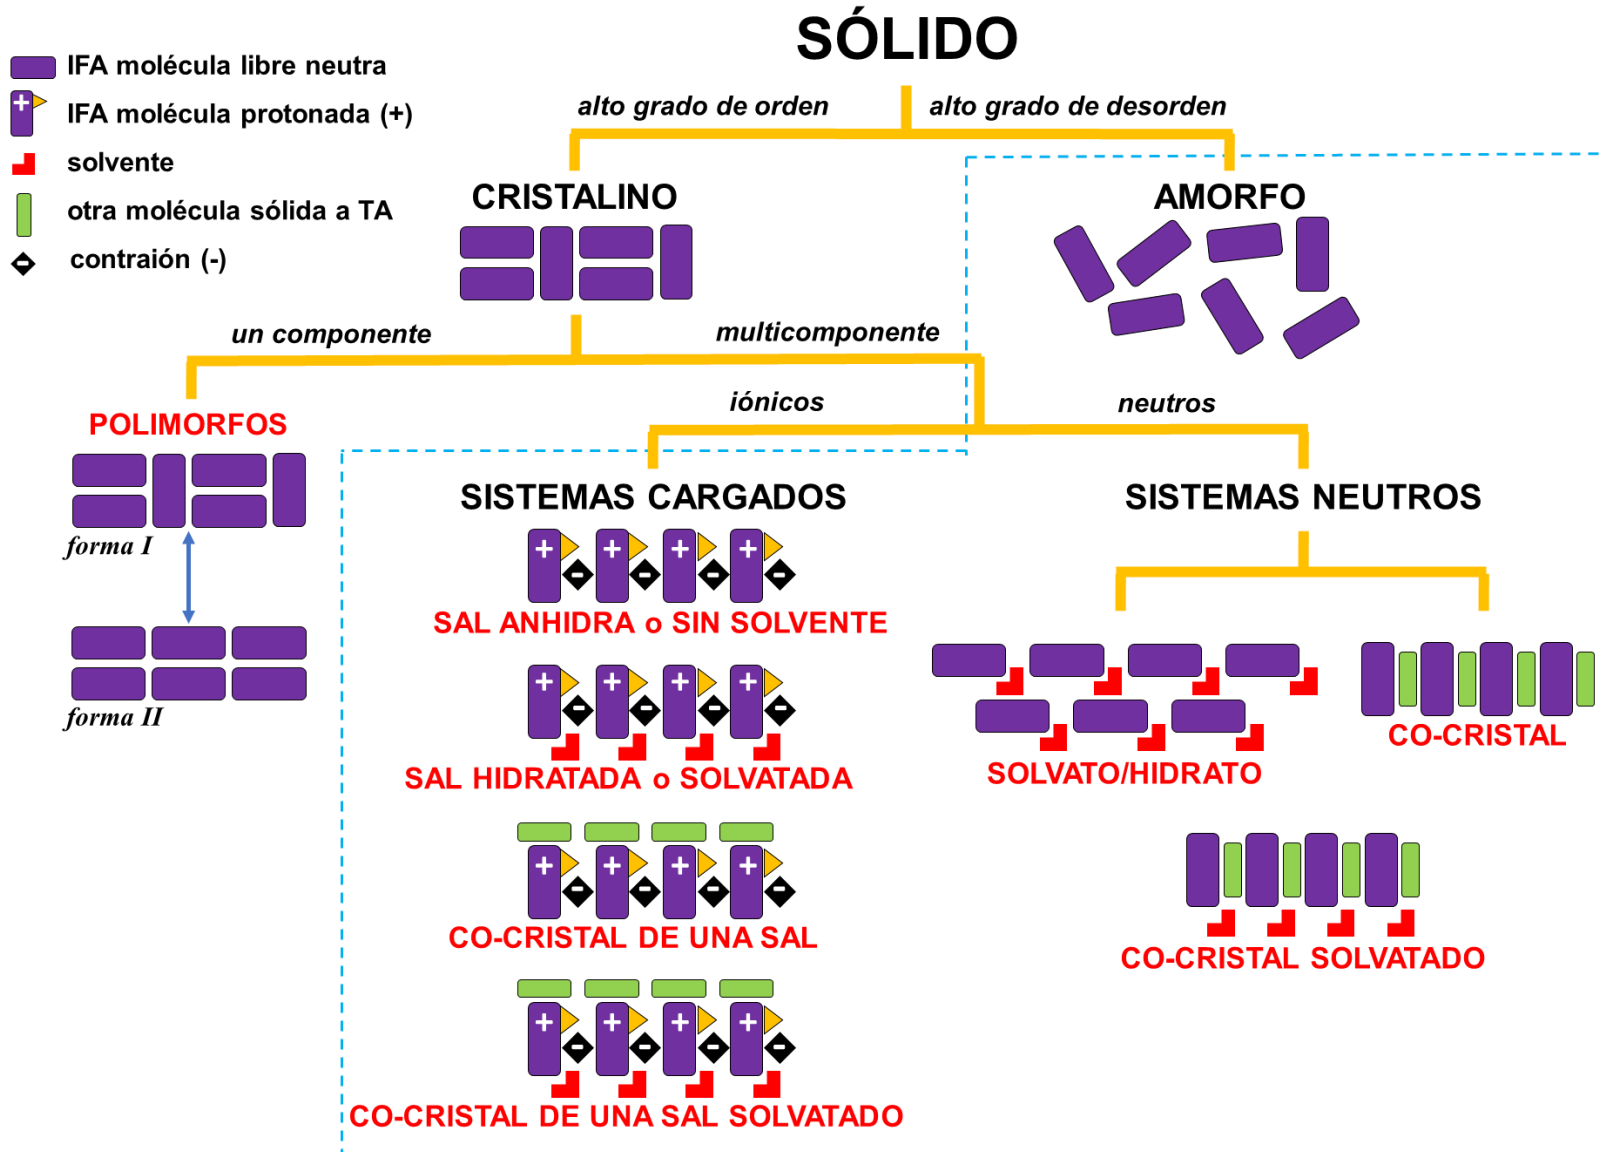 SÓLIDO
IFA molécula libre neutra
IFA molécula protonada (+)
solvente
otra molécula sólida a TA
contraión (-)
alto grado de orden
alto grado de desorden
CRISTALINO
AMORFO
un componente
multicomponente
POLIMORFOS
iónicos
neutros
forma I
forma II
SISTEMAS CARGADOS
SISTEMAS NEUTROS
SAL ANHIDRA o SIN SOLVENTE
SAL HIDRATADA o SOLVATADA
CO-CRISTAL DE UNA SAL
CO-CRISTAL DE UNA SAL SOLVATADO
SOLVATO/HIDRATO
CO-CRISTAL
CO-CRISTAL SOLVATADO